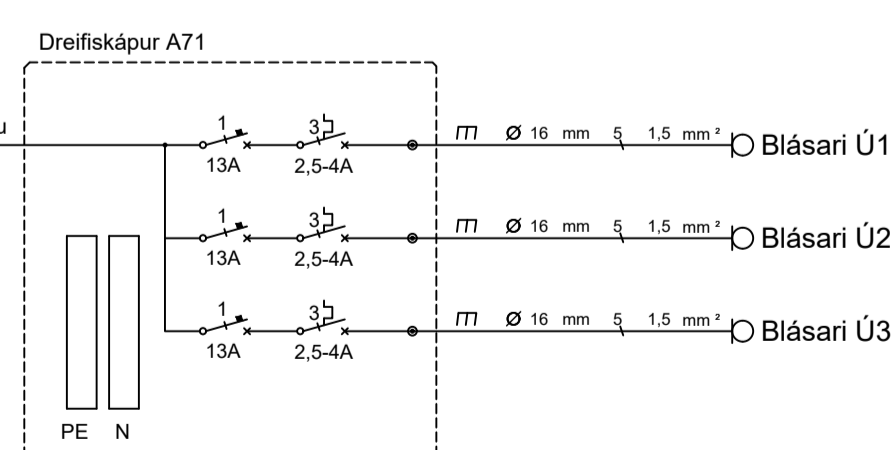 Dreifiskápur A71
u
1 3 Ø 16 mm 5 1,5 mm² Blásari Ú1
13A 2,5-4A
1 3 Ø 16 mm 5 1,5 mm² Blásari Ú2
13A 2,5-4A
1 3 Ø 16 mm 5 1,5 mm² Blásari Ú3
13A 2,5-4A
PE N